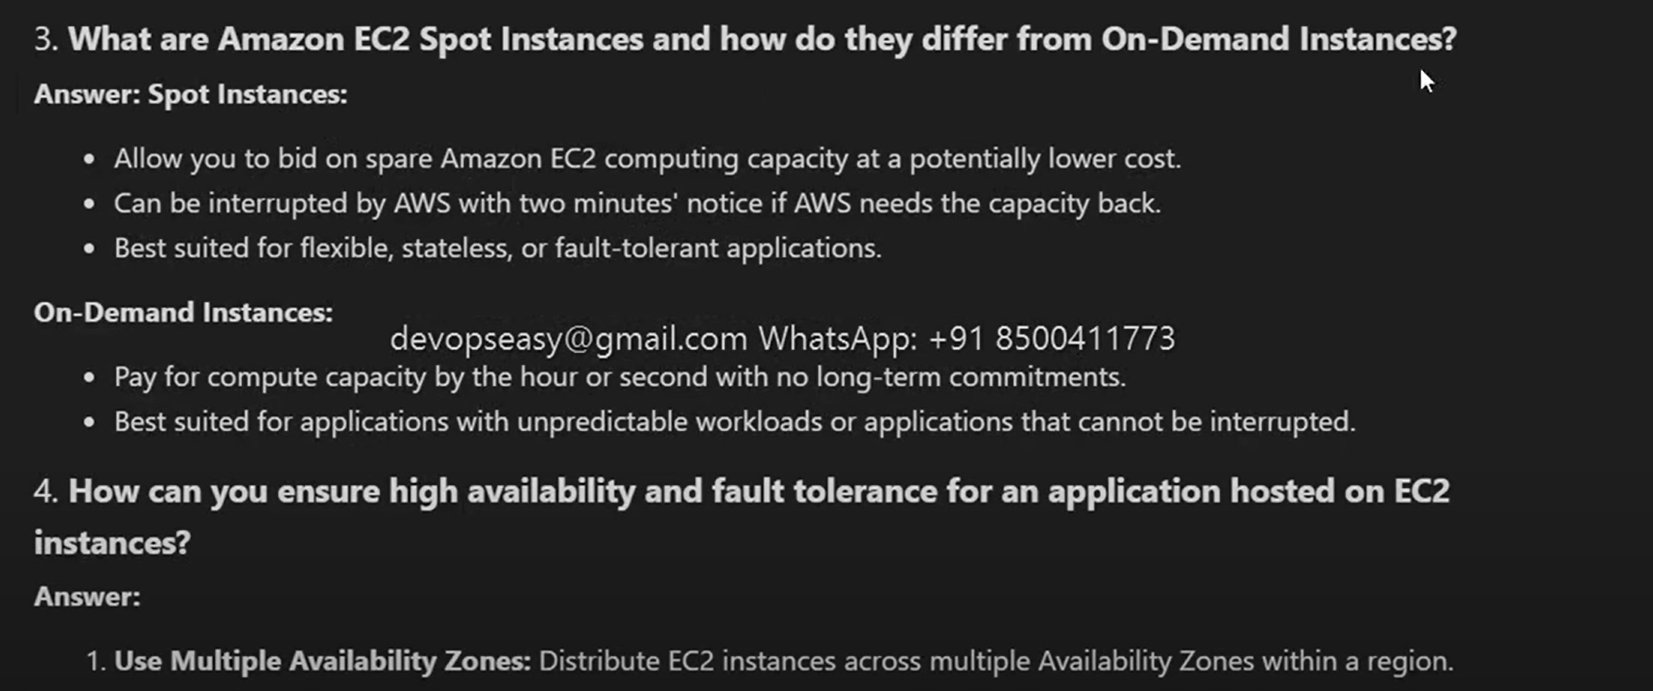 3. What are Amazon EC2 Spot Instances and how do they differ from On-Demand Instances?
Answer: Spot Instances:
• Allow you to bid on spare Amazon EC2 computing capacity at a potentially lower cost.
• Can be interrupted by AWS with two minutes' notice if AWS needs the capacity back.
• Best suited for flexible, stateless, or fault-tolerant applications.
On-Demand Instances:
devopseasy@gmail.com WhatsApp: +91 8500411773
• Pay for compute capacity by the hour or second with no long-term commitments.
• Best suited for applications with unpredictable workloads or applications that cannot be interrupted.
4. How can you ensure high availability and fault tolerance for an application hosted on EC2
instances?
Answer:
1. Use Multiple Availability Zones: Distribute EC2 instances across multiple Availability Zones within a region.